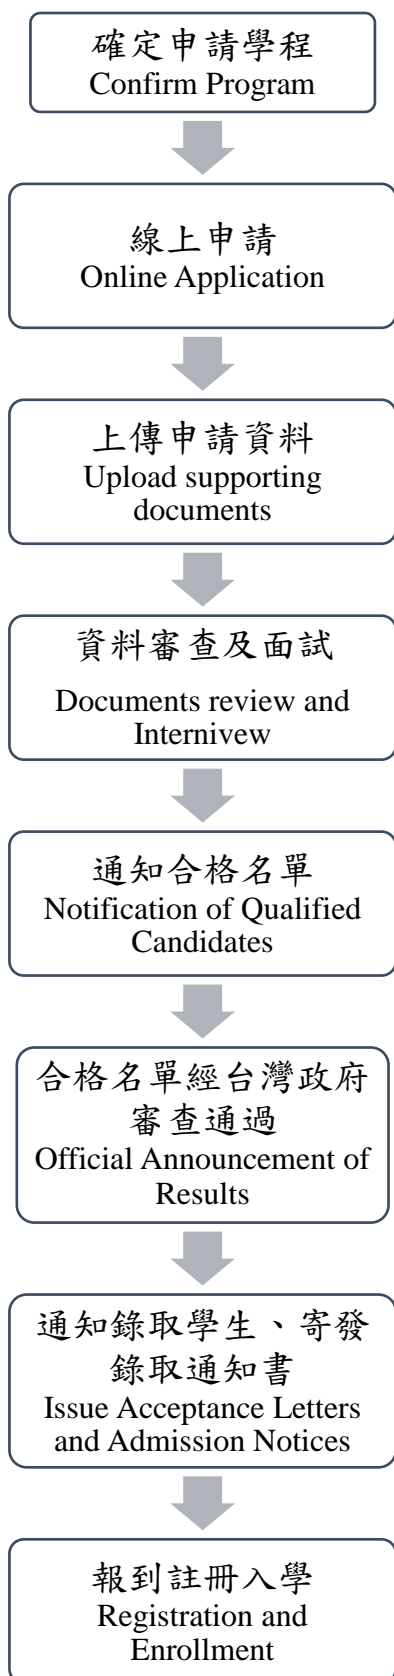 確定申請學程
Confirm Program
線上申請
Online Application
上傳申請資料
Upload supporting
documents
資料審查及面試
Documents review and
Internivew
通知合格名單
Notification of Qualified
Candidates
合格名單經台灣政府
審查通過
Official Announcement of
Results
通知錄取學生、寄發
錄取通知書
Issue Acceptance Letters
and Admission Notices
報到註冊入學
Registration and
Enrollment